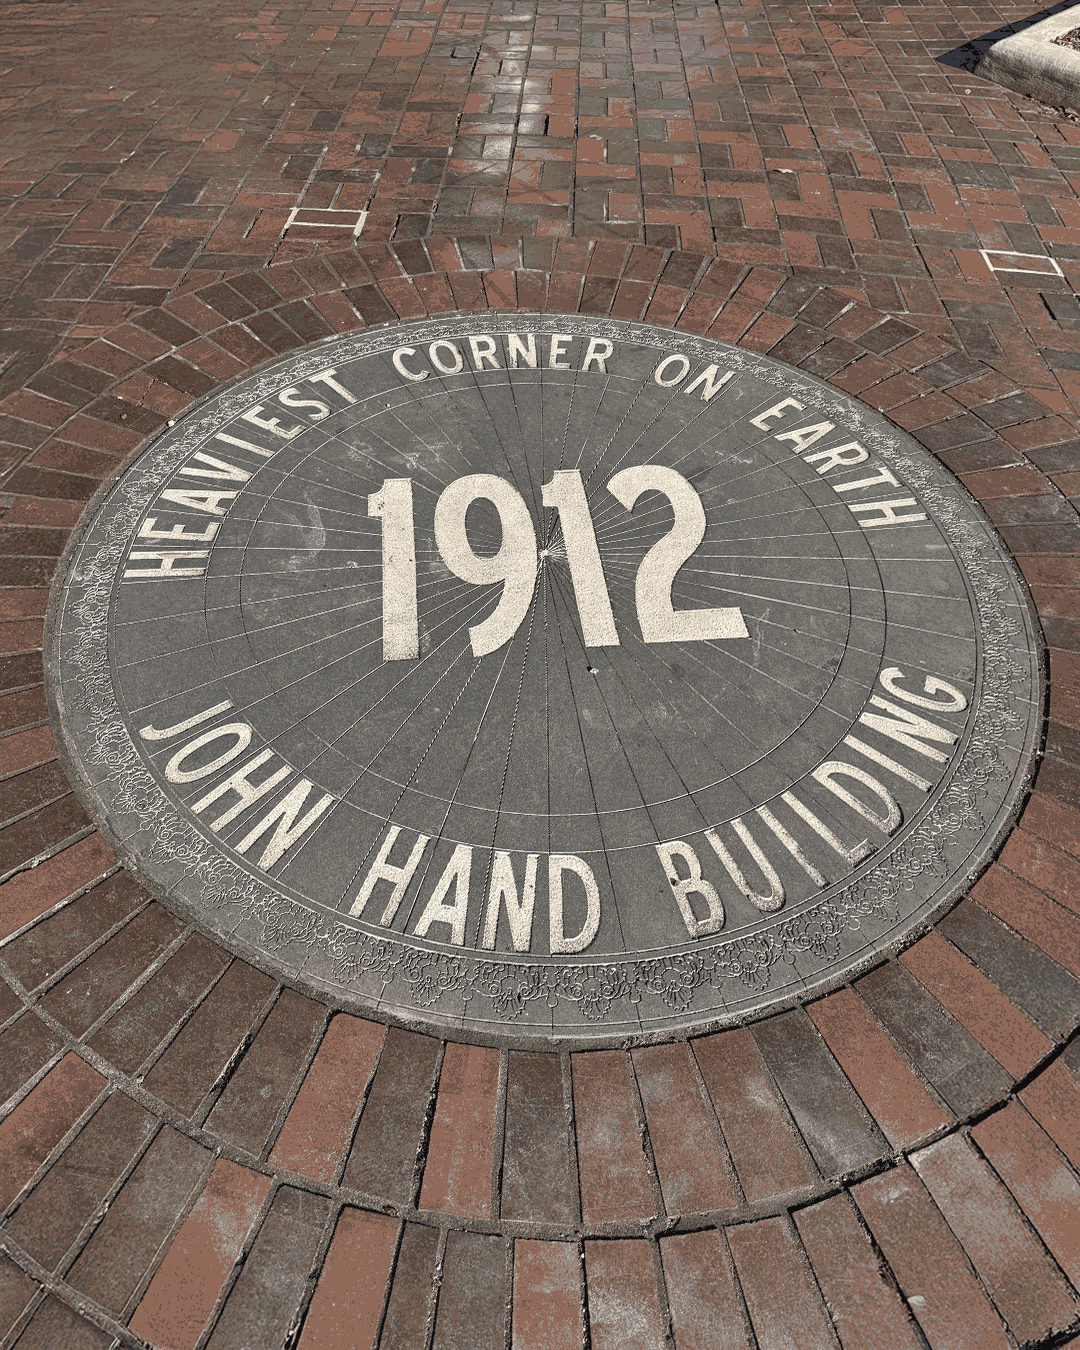 HEAVIEST CORNER ON EARTH
1912
JOHN HAND BUILDING